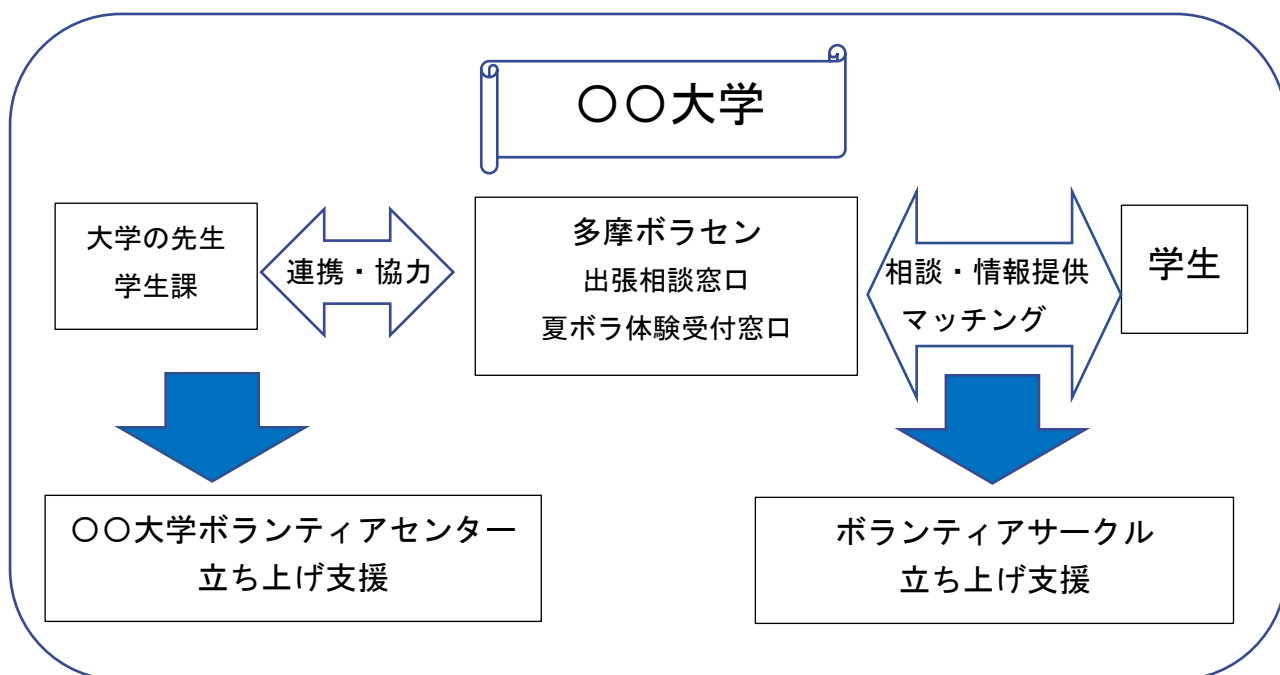 〇〇大学
大学の先生
学生課
連携・協力
多摩ボラセン
出張相談窓口
夏ボラ体験受付窓口
相談・情報提供
マッチング
学生
〇〇大学ボランティアセンター
立ち上げ支援
ボランティアサークル
立ち上げ支援